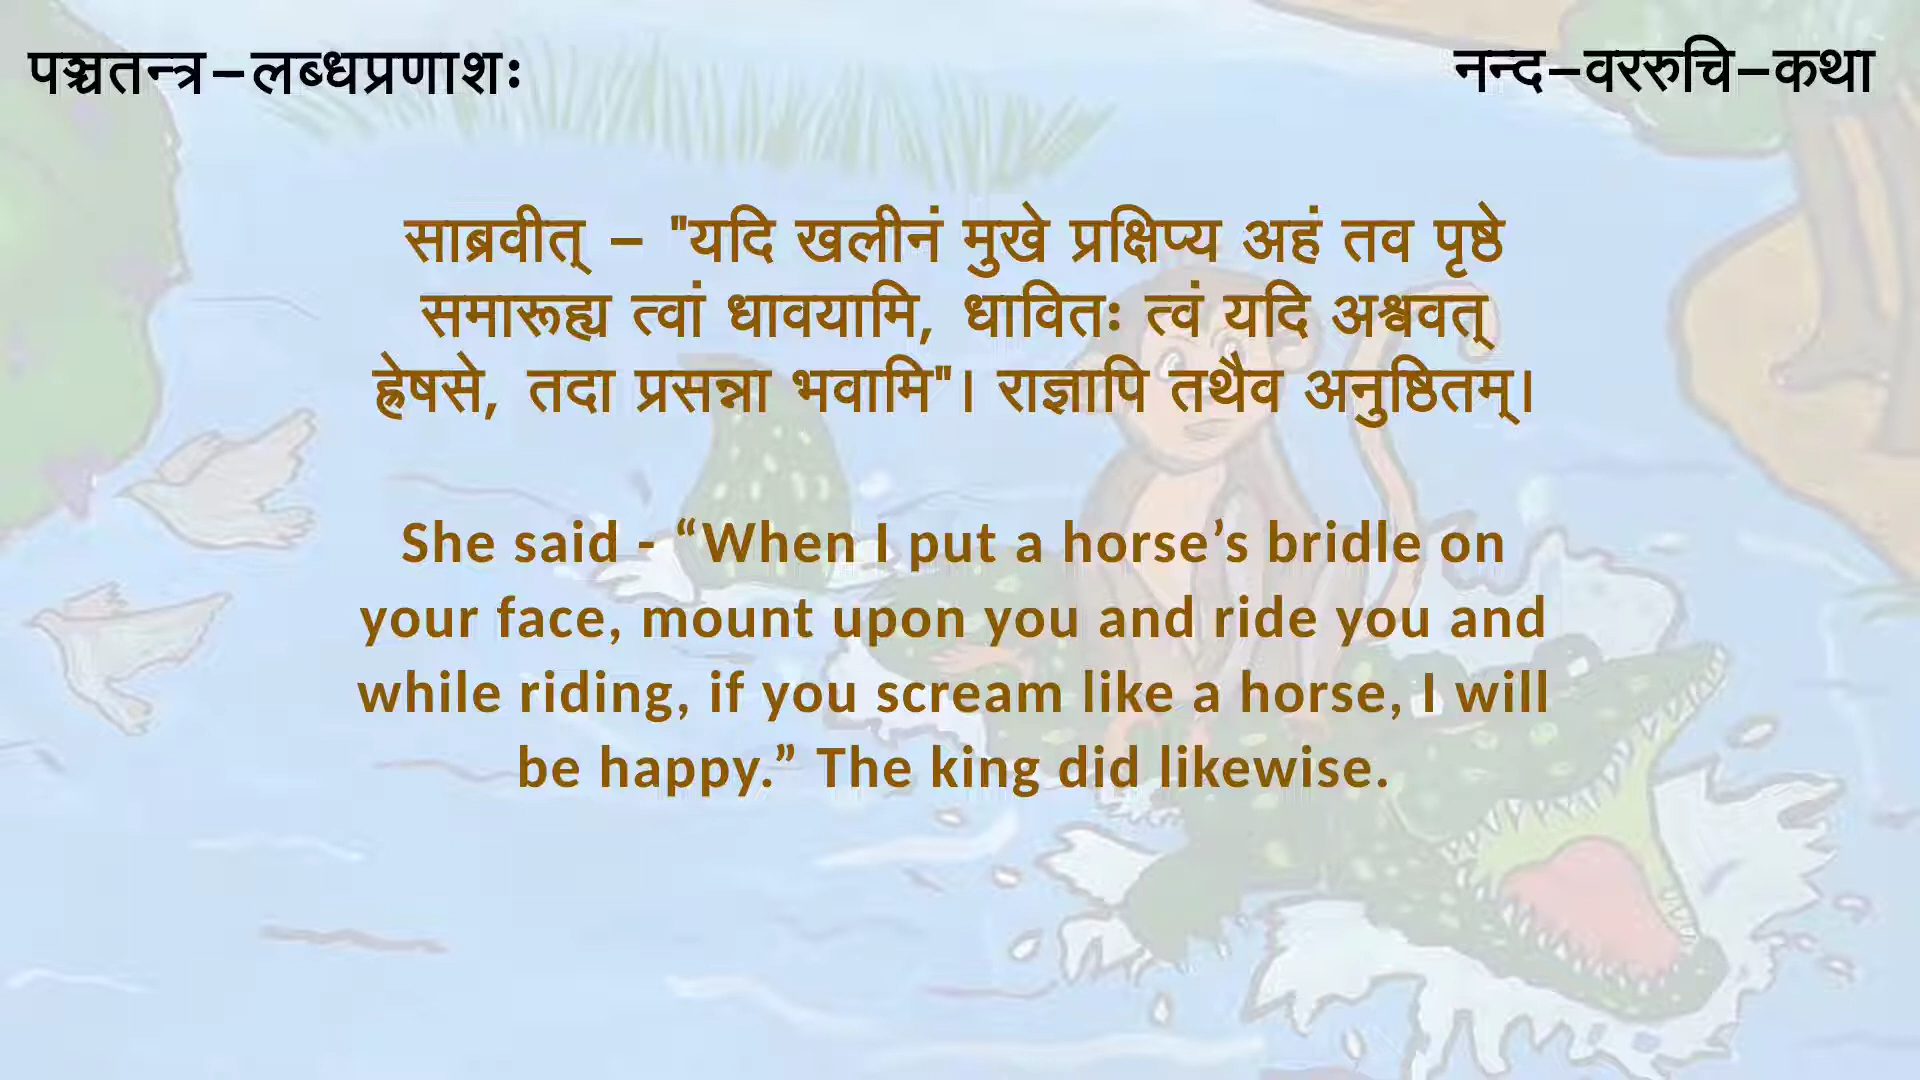 पञ्चतन्त्र–लब्धप्रणाशः
नन्द–वररुचि–कथा
साब्रवीत् – "यदि खलीनं मुखे प्रक्षिप्य अहं तव पृष्ठे
समारूह्य त्वां धावयामि, धावितः त्वं यदि अश्ववत्
ह्रेषसे, तदा प्रसन्ना भवामि"। राज्ञापि तथैव अनुष्ठितम्।
She said - “When I put a horse’s bridle on
your face, mount upon you and ride you and
while riding, if you scream like a horse, I will
be happy.” The king did likewise.